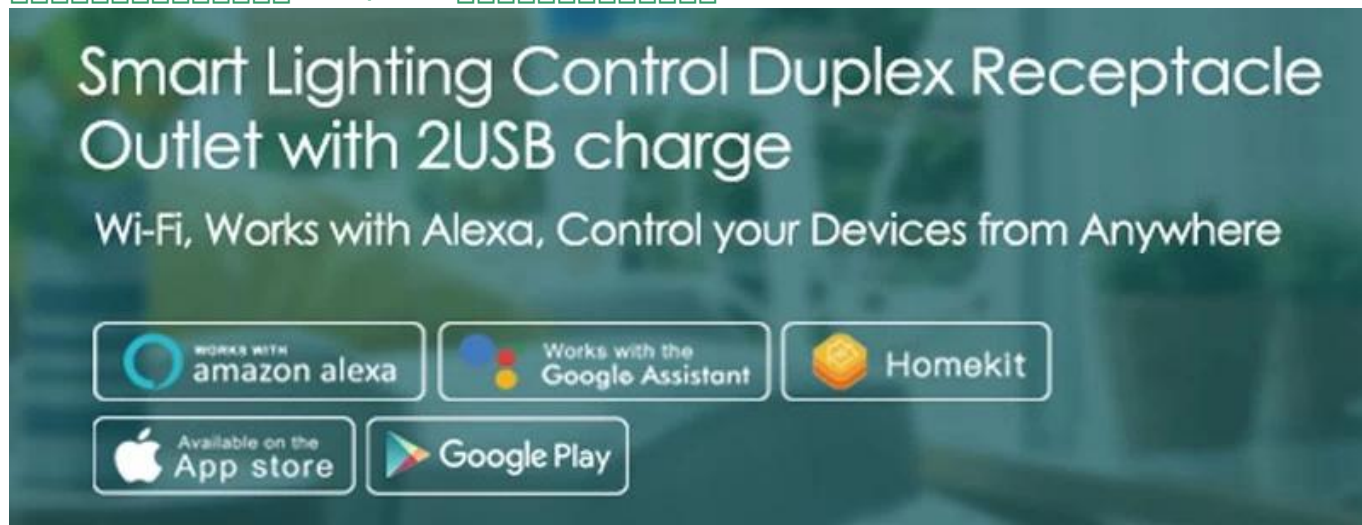 Smart Lighting Control Duplex Receptacle
Outlet with 2USB charge
Wi-Fi, Works with Alexa, Control your Devices from Anywhere
WORKS WITH
amazon alexa
Works with the
Google Assistant
Homekit
Available on the
App store
Google Play